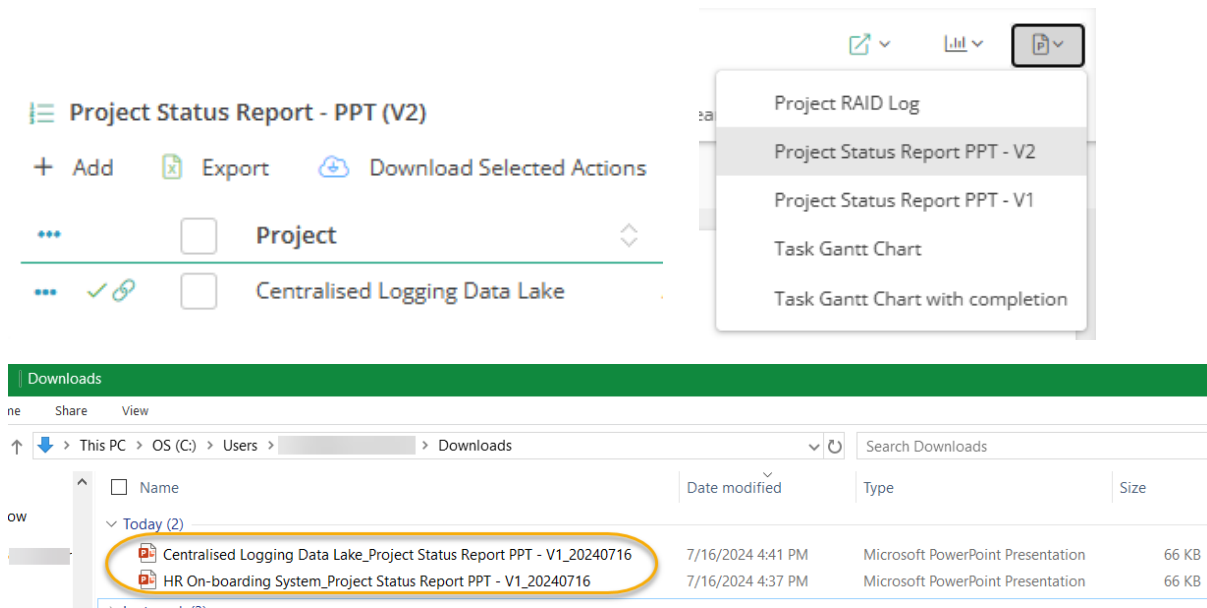 Project Status Report - PPT (V2)
+ Add Export Download Selected Actions
Project
Centralised Logging Data Lake
Project RAID Log
Project Status Report PPT - V2
Project Status Report PPT - V1
Task Gantt Chart
Task Gantt Chart with completion
Downloads
Share View
This PC > OS (C:) > Users > > Downloads
Search Downloads
Name Date modified Type Size
Today (2)
Centralised Logging Data Lake_Project Status Report PPT - V1_20240716 7/16/2024 4:41 PM Microsoft PowerPoint Presentation 66 KB
HR On-boarding System_Project Status Report PPT - V1_20240716 7/16/2024 4:37 PM Microsoft PowerPoint Presentation 66 KB